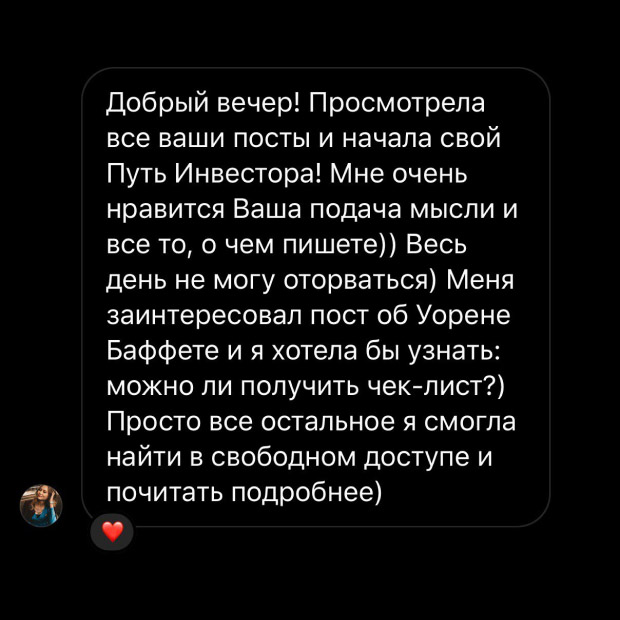 Добрый вечер! Просмотрела
все ваши посты и начала свой
Путь Инвестора! Мне очень
нравится Ваша подача мысли и
все то, о чем пишете)) Весь
день не могу оторваться) Меня
заинтересовал пост об Уорене
Баффете и я хотела бы узнать:
можно ли получить чек-лист?)
Просто все остальное я смогла
найти в свободном доступе и
почитать подробнее)